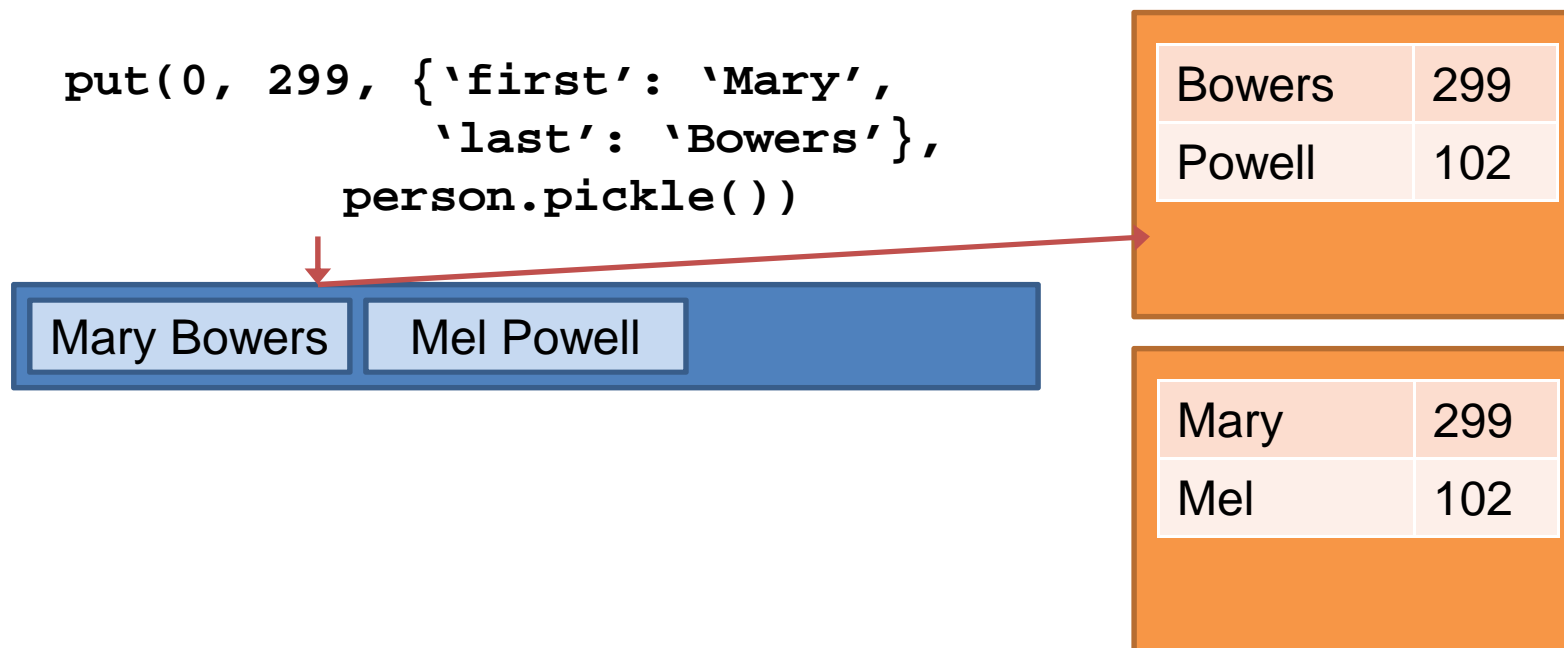 put(0, 299, {‘first’: ‘Mary’,
‘last’: ‘Bowers’},
person.pickle())
Mary Bowers
Mel Powell
Bowers 299
Powell 102
Mary 299
Mel 102